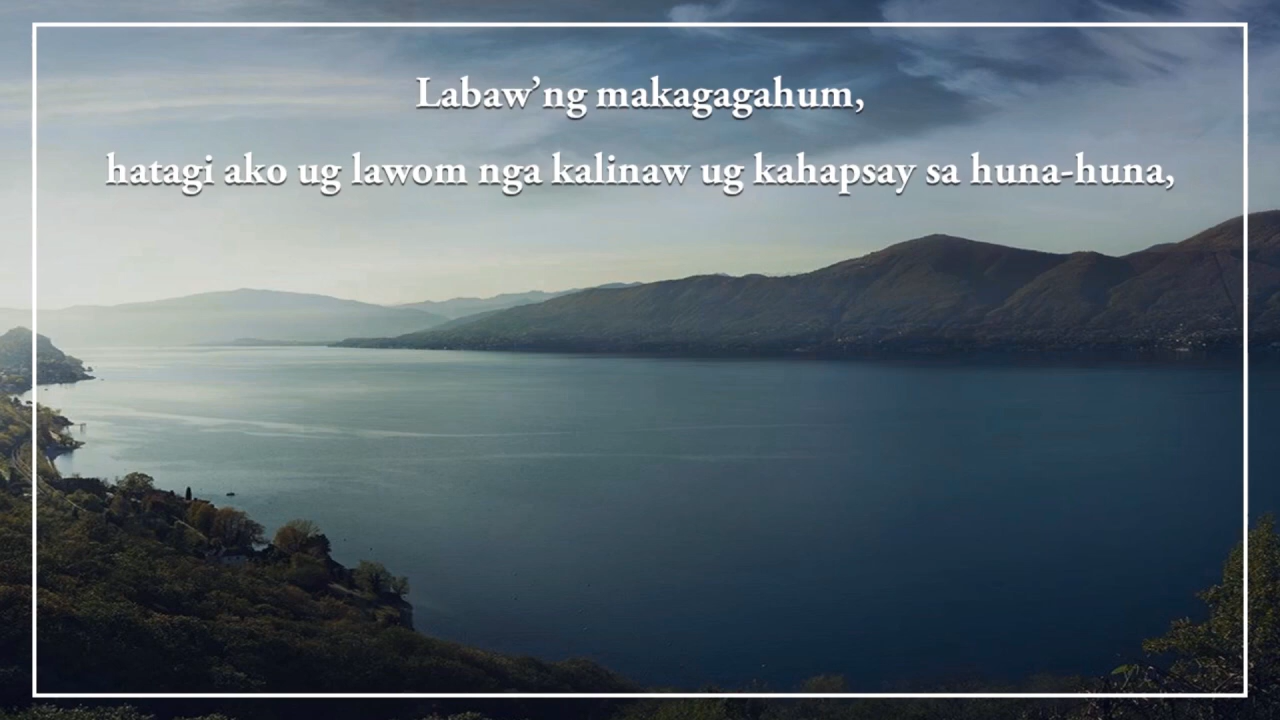 Labaw’ng makagagahum,
hatagi ako ug lawom nga kalinaw ug kahapsay sa huna-huna,